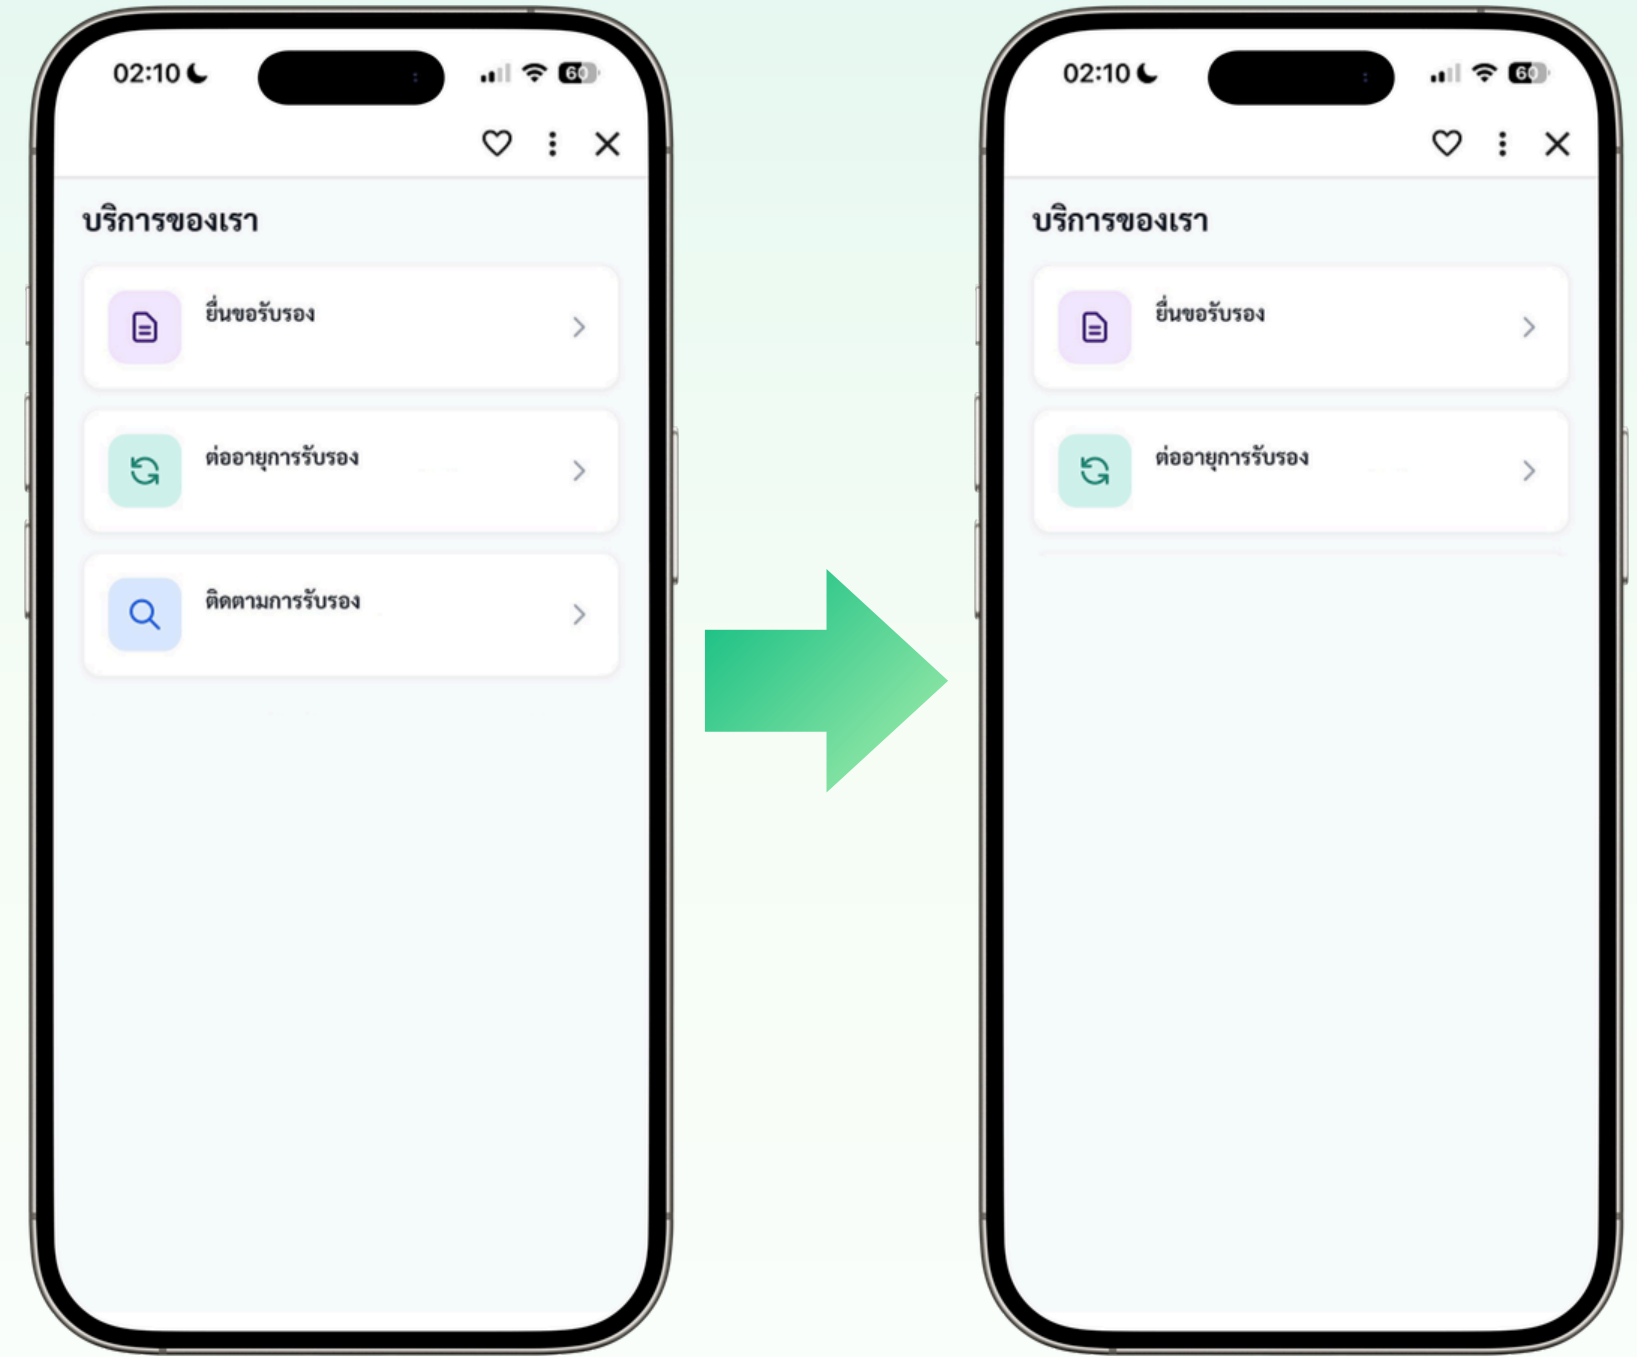 02:10
60
บริการของเรา
ยื่นขอรับรอง
ต่ออายุการรับรอง
ติดตามการรับรอง
02:10
60
บริการของเรา
ยื่นขอรับรอง
ต่ออายุการรับรอง